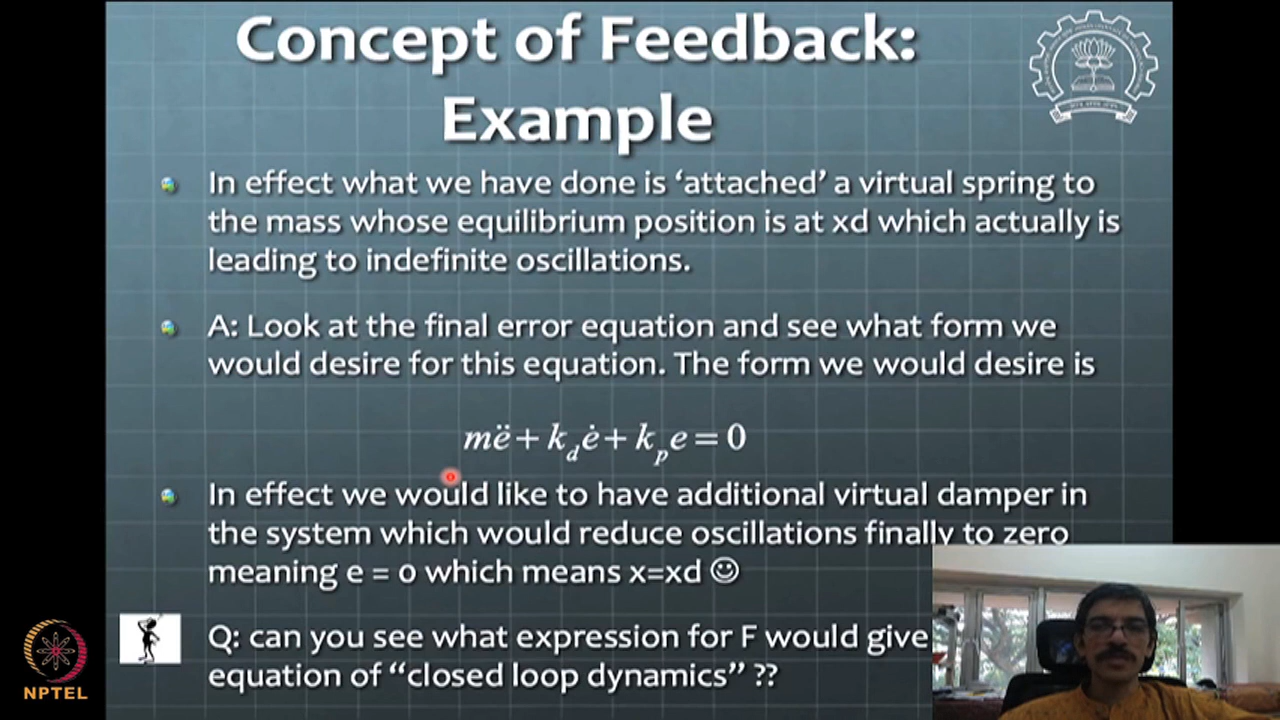 Concept of Feedback:
Example
In effect what we have done is ‘attached’ a virtual spring to
the mass whose equilibrium position is at xd which actually is
leading to indefinite oscillations.
A: Look at the final error equation and see what form we
would desire for this equation. The form we would desire is
më + k_d ė + k_p e = 0
In effect we would like to have additional virtual damper in
the system which would reduce oscillations finally to zero
meaning e = 0 which means x=xd ☺
Q: can you see what expression for F would give
equation of “closed loop dynamics” ??
NPTEL